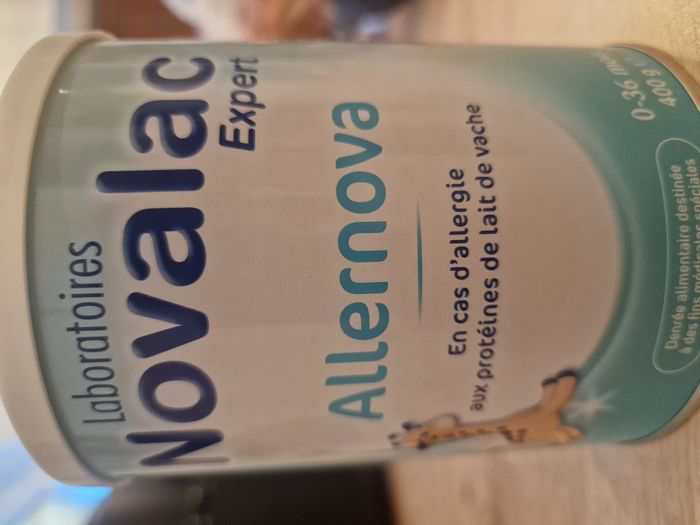 Laboratoires
Novalac
Expert
Allernova
En cas d'allergie
aux protéines de lait de vache
0-36
400 g
Denrée alimentaire destinée
à des fins médicales spéciales